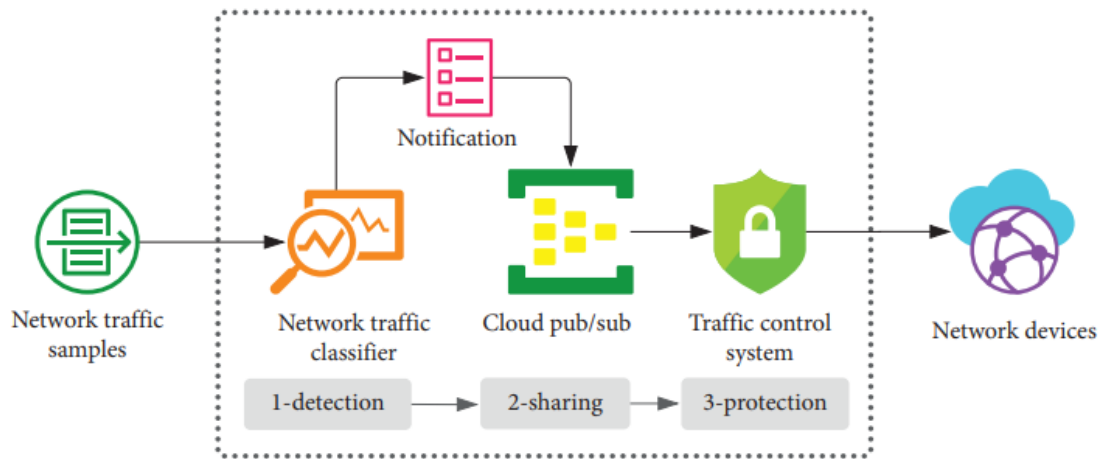 Notification
Network traffic
samples
Network traffic
classifier
Cloud pub/sub
Traffic control
system
Network devices
1-detection
2-sharing
3-protection